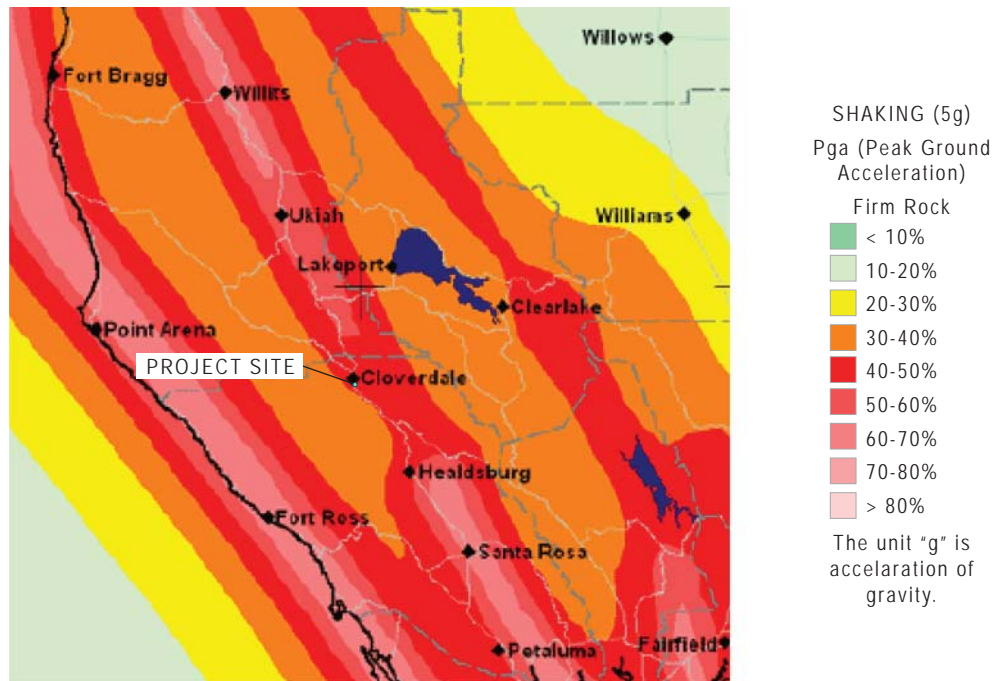 Willows
Fort Bragg
Willits
Ukiah
Williams
Lakeport
Clearlake
Point Arena
PROJECT SITE
Cloverdale
Healdsburg
Fort Ross
Santa Rosa
Petaluma
Fairfield
SHAKING (5g)
Pga (Peak Ground
Acceleration)
Firm Rock
< 10%
10-20%
20-30%
30-40%
40-50%
50-60%
60-70%
70-80%
> 80%
The unit "g" is
accelaration of
gravity.